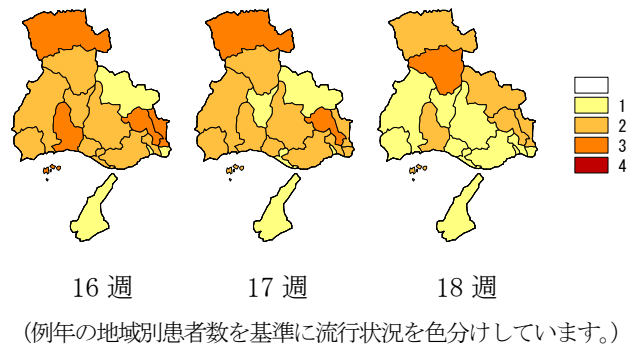 1
2
3
4
16 週
17 週
18 週
(例年の地域別患者数を基準に流行状況を色分けしています。)